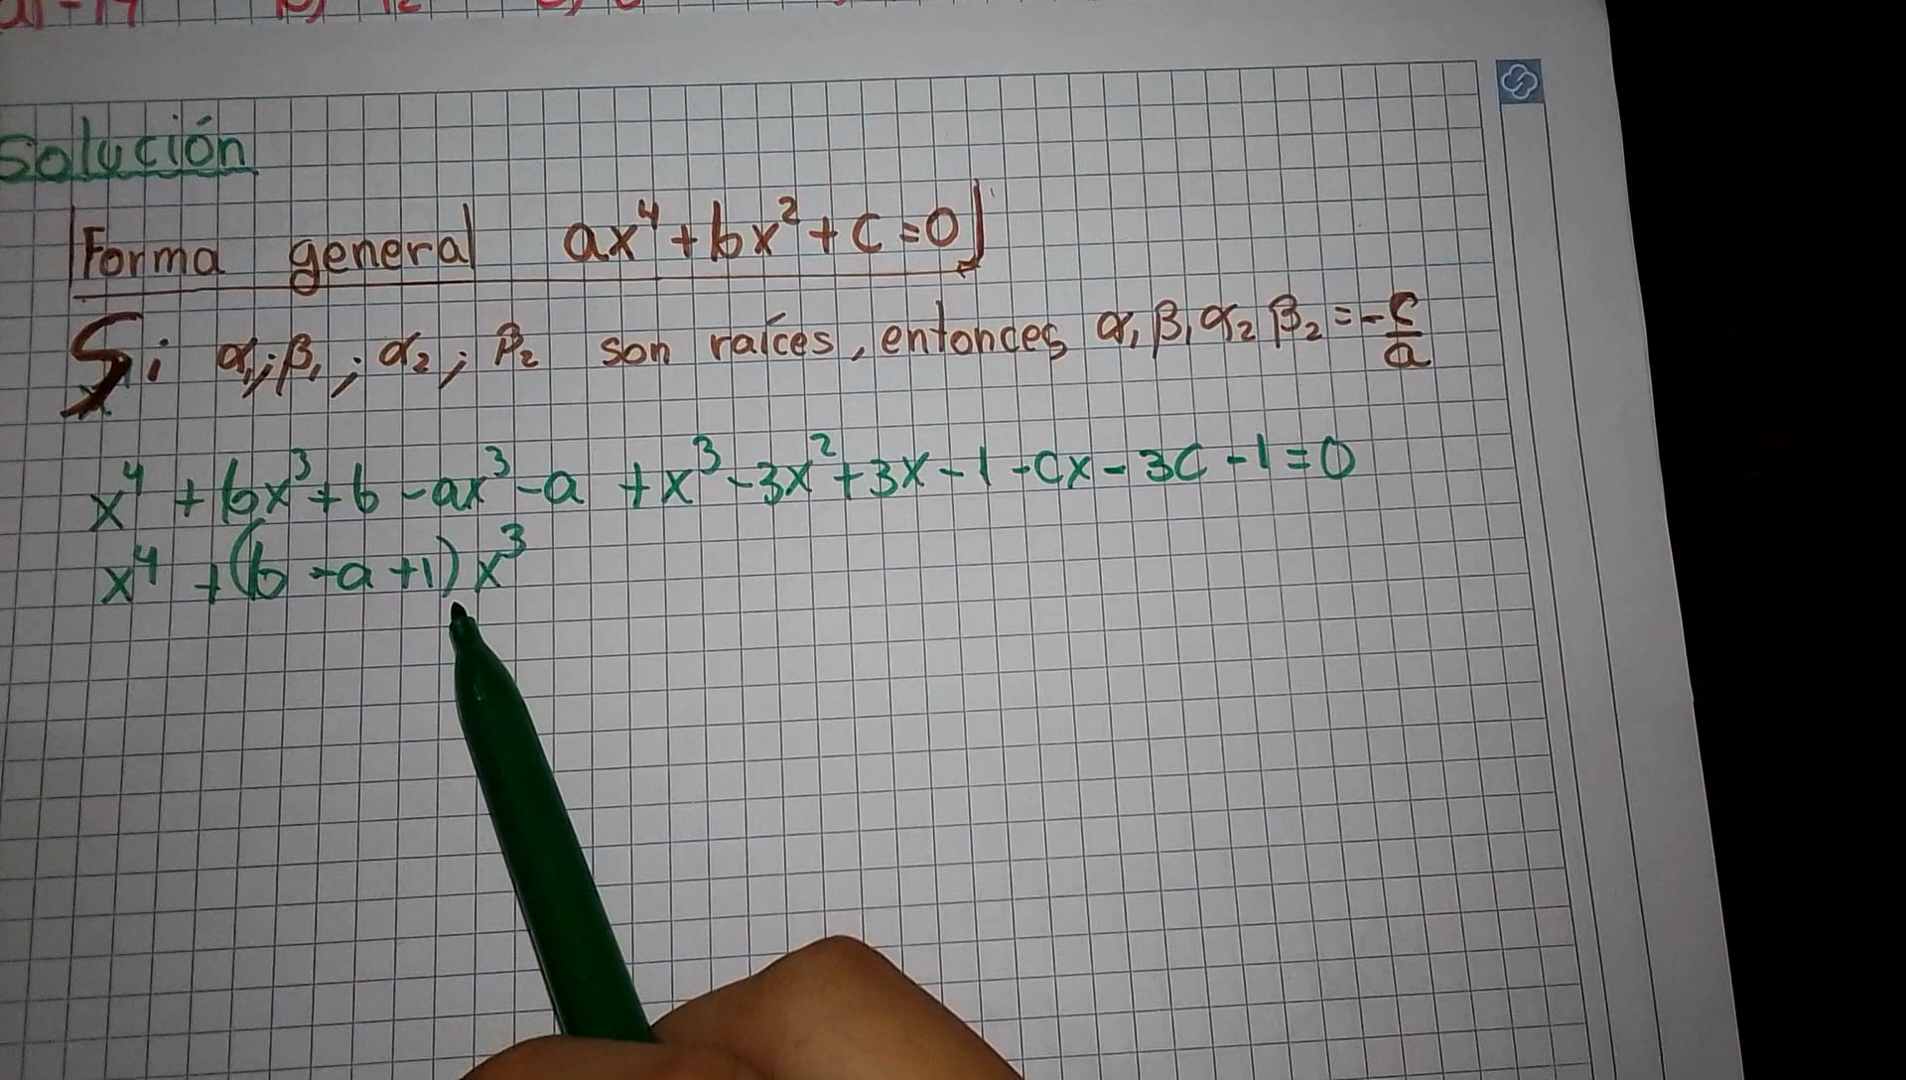 Solución
Forma general ax⁴+bx²+c=0
Si α₁;β₁;α₂;β₂ son raíces, entonces α₁β₁α₂β₂=-c/a
x⁴+bx³+b-ax³-a+x³-3x²+3x-1-cx-3c-1=0
x⁴+(b-a+1)x³